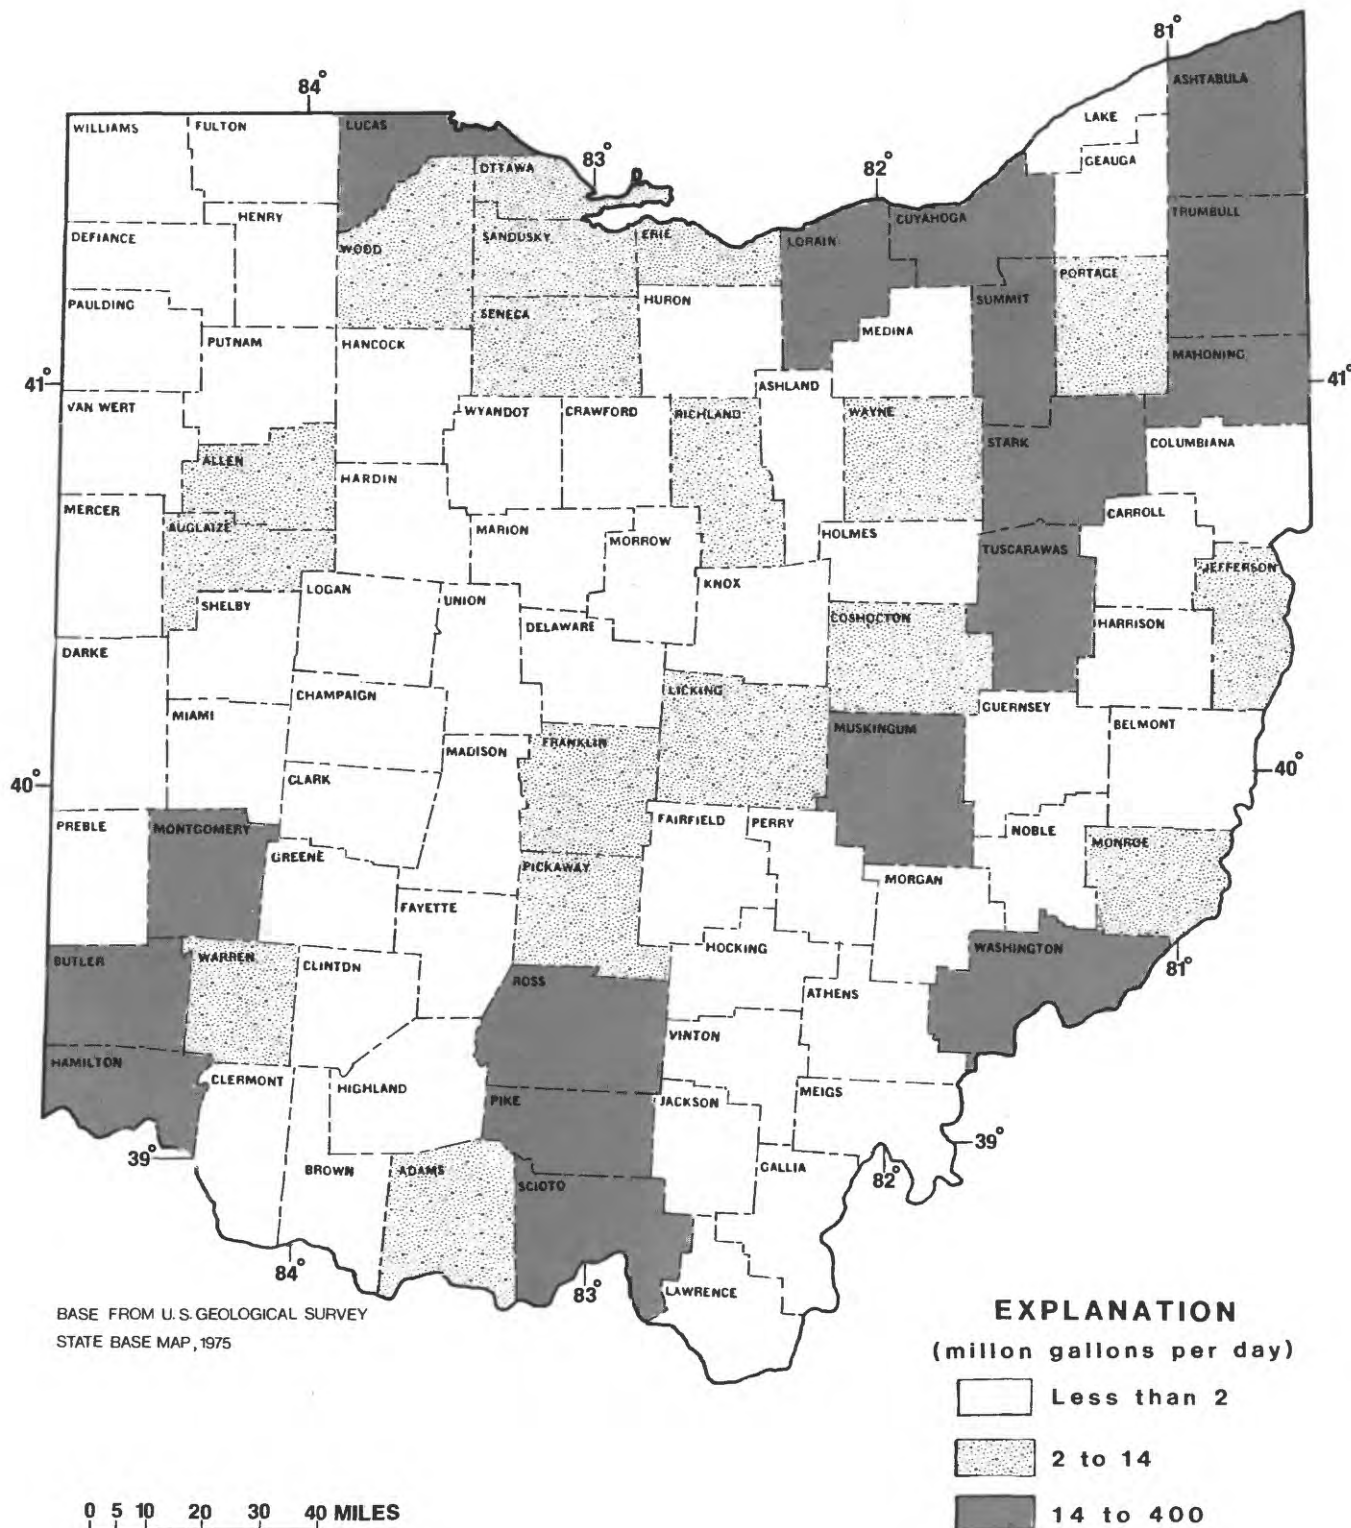 81°
ASHTABULA
84°
LAKE
WILLIAMS
FULTON
LUCAS
GEAUGA
83°
OTTAWA
82°
HENRY
TRUMBULL
CUYAHOGA
DEFIANCE
WOOD
SANDUSKY
ERIE
LORAIN
PORTAGE
PAULDING
SENECA
HURON
SUMMIT
MEDINA
PUTNAM
HANCOCK
MAHONING
41°
41°
ASHLAND
VAN WERT
WYANDOT
CRAWFORD
RICHLAND
WAYNE
STARK
COLUMBIANA
ALLEN
HARDIN
MERCER
CARROLL
AUGLAIZE
MARION
MORROW
HOLMES
TUSCARAWAS
JEFFERSON
LOGAN
KNOX
SHELBY
UNION
DELAWARE
COSHOCTON
HARRISON
DARKE
CHAMPAIGN
LICKING
GUERNSEY
MIAMI
MUSKINGUM
BELMONT
MADISON
FRANKLIN
CLARK
40°
40°
PREBLE
MONTGOMERY
FAIRFIELD
PERRY
NOBLE
MONROE
GREENE
PICKAWAY
MORGAN
FAYETTE
HOCKING
WASHINGTON
BUTLER
WARREN
CLINTON
81°
ROSS
ATHENS
VINTON
HAMILTON
CLERMONT
HIGHLAND
MEIGS
PIKE
JACKSON
39°
39°
BROWN
ADAMS
GALLIA
82°
SCIOTO
84°
83°
LAWRENCE
BASE FROM U.S. GEOLOGICAL SURVEY
STATE BASE MAP, 1975
EXPLANATION
(millon gallons per day)
Less than 2
2 to 14
14 to 400
0 5 10 20 30 40 MILES